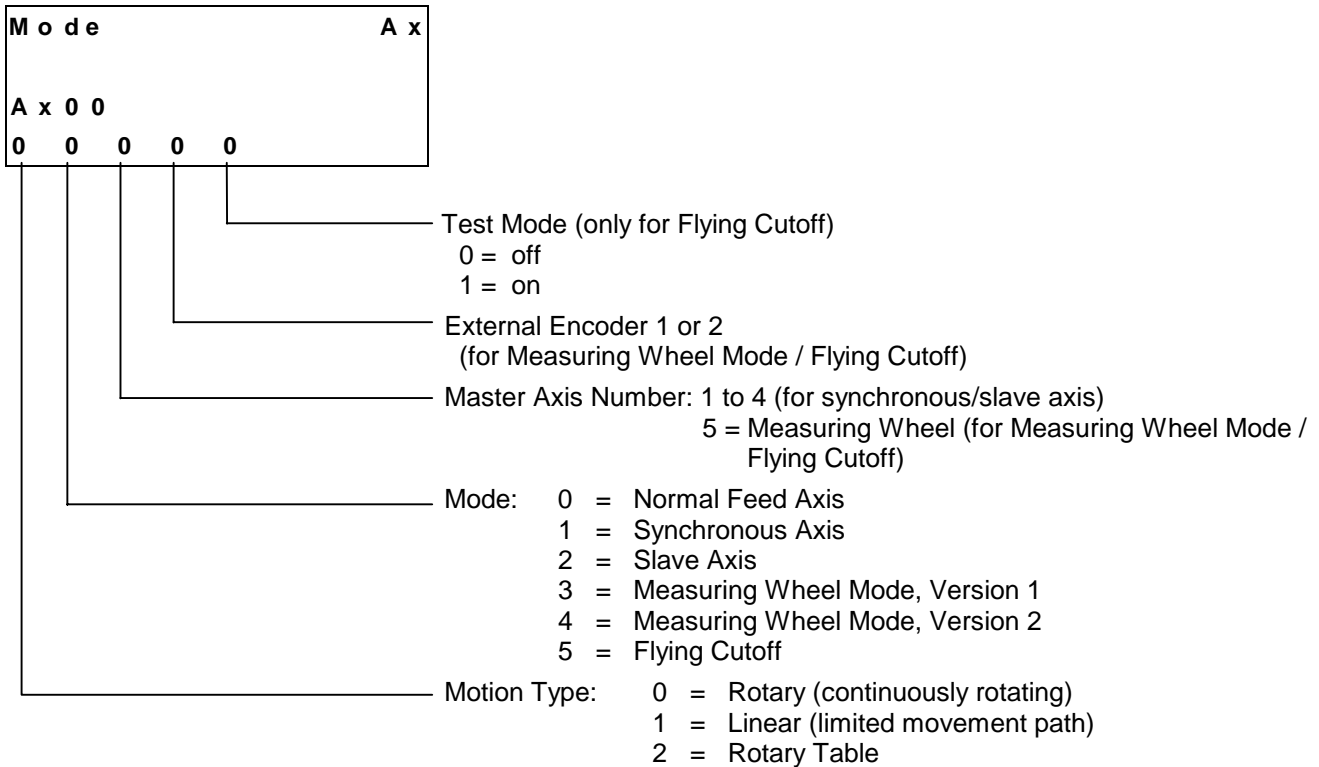 Mode Ax
Ax00
0 0 0 0 0
Test Mode (only for Flying Cutoff)
0 = off
1 = on
External Encoder 1 or 2
(for Measuring Wheel Mode / Flying Cutoff)
Master Axis Number: 1 to 4 (for synchronous/slave axis)
5 = Measuring Wheel (for Measuring Wheel Mode /
Flying Cutoff)
Mode: 0 = Normal Feed Axis
1 = Synchronous Axis
2 = Slave Axis
3 = Measuring Wheel Mode, Version 1
4 = Measuring Wheel Mode, Version 2
5 = Flying Cutoff
Motion Type: 0 = Rotary (continuously rotating)
1 = Linear (limited movement path)
2 = Rotary Table